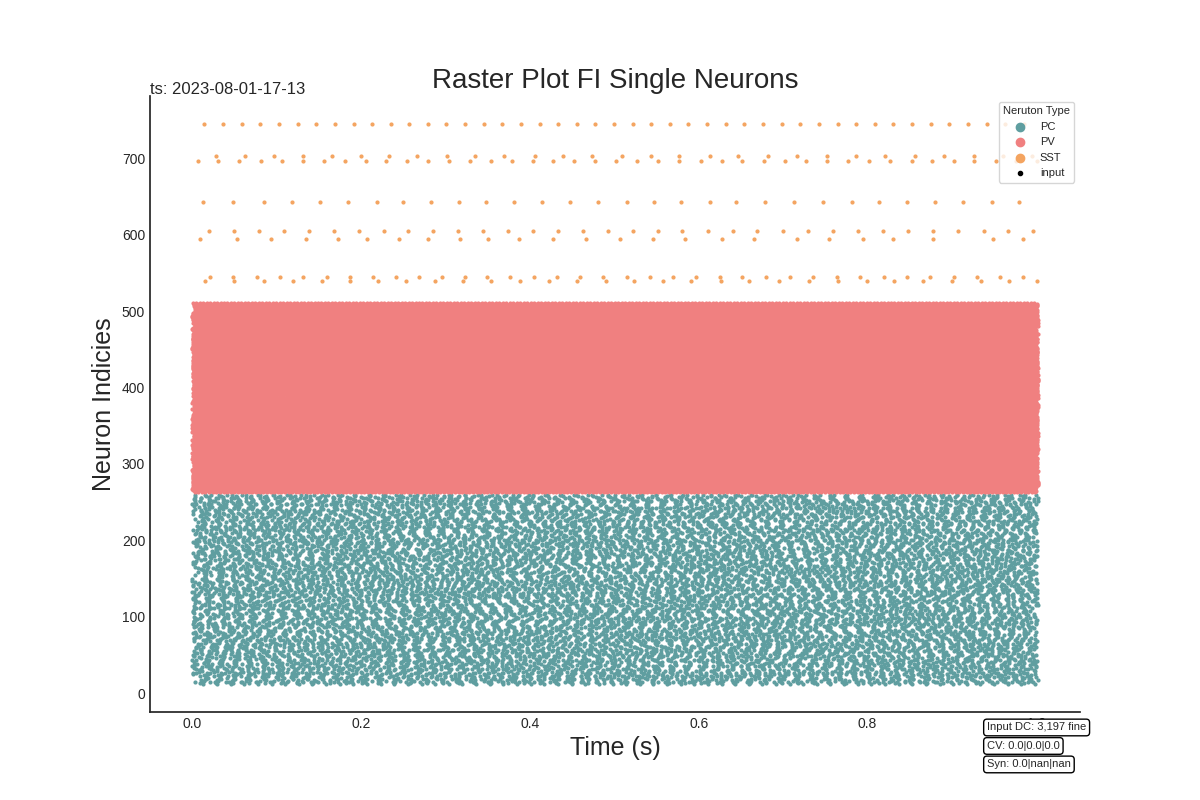 Raster Plot FI Single Neurons
ts: 2023-08-01-17-13
Neruton Type
PC
PV
SST
input
700
600
500
400
300
200
100
0
Neuron Indicies
0.0 0.2 0.4 0.6 0.8
Time (s)
Input DC: 3,197 fine
CV: 0.0|0.0|0.0
Syn: 0.0|nan|nan